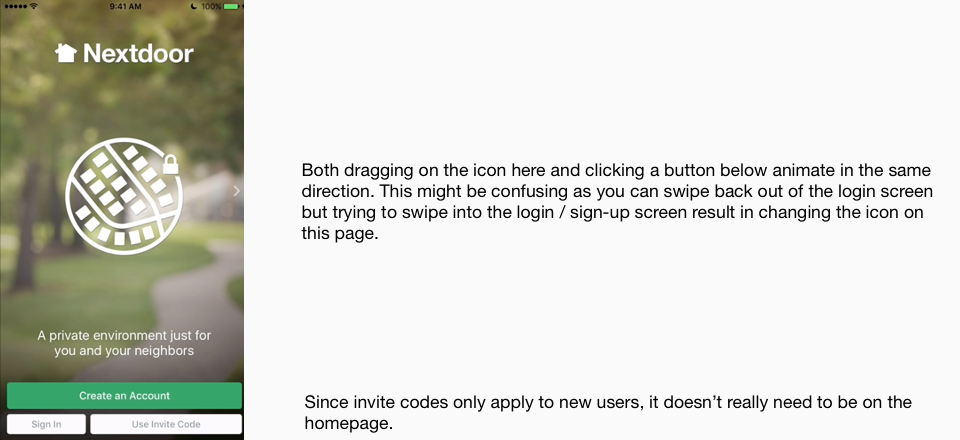 9:41 AM
100%
Nextdoor
Both dragging on the icon here and clicking a button below animate in the same
direction. This might be confusing as you can swipe back out of the login screen
but trying to swipe into the login / sign-up screen result in changing the icon on
this page.
A private environment just for
you and your neighbors
Create an Account
Sign In
Use Invite Code
Since invite codes only apply to new users, it doesn’t really need to be on the
homepage.